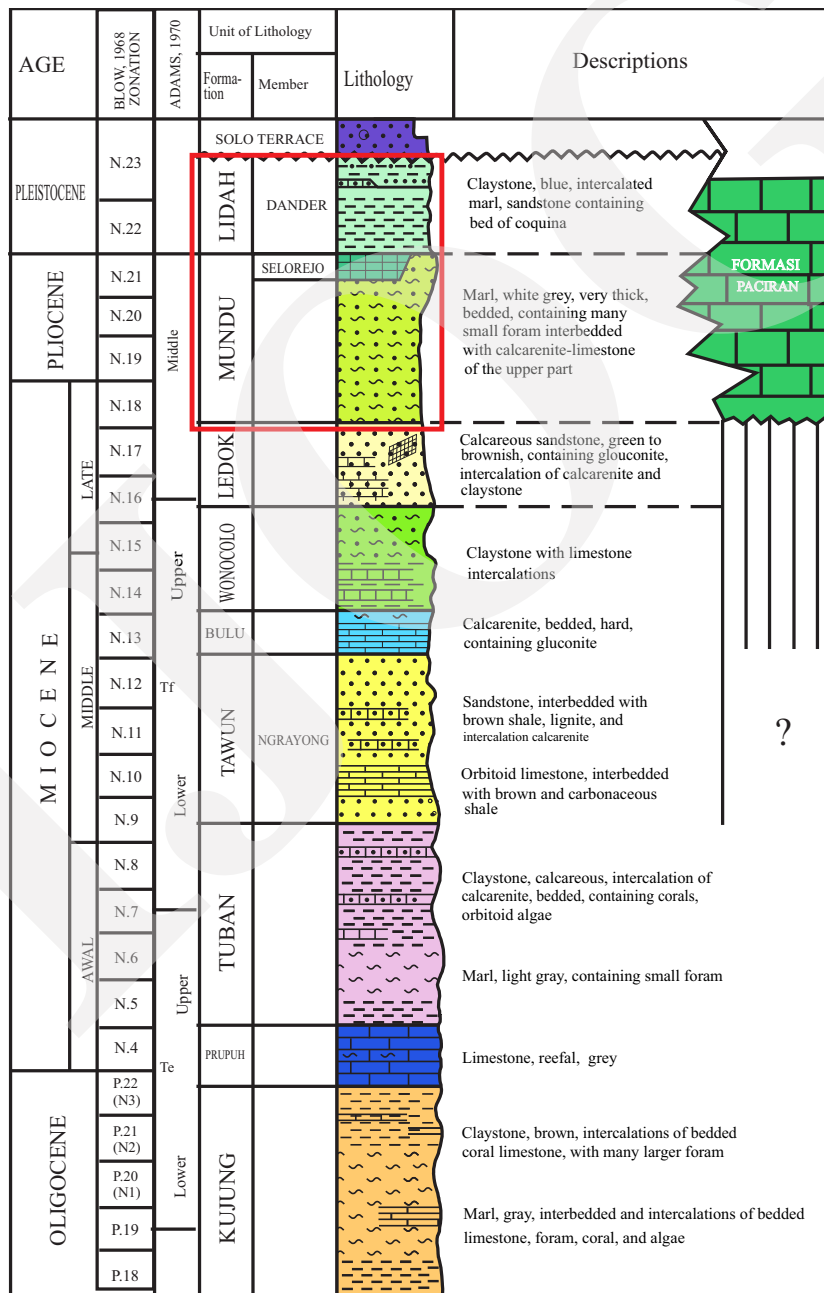 AGE
BLOW, 1968
ZONATION
ADAMS, 1970
Unit of Lithology
Forma-
tion
Member
Lithology
Descriptions
PLEISTOCENE
PLIOCENE
MIOCENE
LATE
MIDDLE
AWAL
OLIGOCENE
N.23
N.22
N.21
N.20
N.19
N.18
N.17
N.16
N.15
N.14
N.13
N.12
N.11
N.10
N.9
N.8
N.7
N.6
N.5
N.4
P.22
(N3)
P.21
(N2)
P.20
(N1)
P.19
P.18
Middle
Upper
Tf
Lower
Upper
Te
Lower
SOLO TERRACE
LIDAH
DANDER
MUNDU
SELOREJO
LEDOK
WONOCOLO
BULU
TAWUN
NGRAYONG
TUBAN
PRUPUH
KUJUNG
Claystone, blue, intercalated
marl, sandstone containing
bed of coquina
Marl, white grey, very thick,
bedded, containing many
small foram interbedded
with calcarenite-limestone
of the upper part
Calcareous sandstone, green to
brownish, containing glouconite,
intercalation of calcarenite and
claystone
Claystone with limestone
intercalations
Calcarenite, bedded, hard,
containing gluconite
Sandstone, interbedded with
brown shale, lignite, and
intercalation calcarenite
Orbitoid limestone, interbedded
with brown and carbonaceous
shale
Claystone, calcareous, intercalation of
calcarenite, bedded, containing corals,
orbitoid algae
Marl, light gray, containing small foram
Limestone, reefal, grey
Claystone, brown, intercalations of bedded
coral limestone, with many larger foram
Marl, gray, interbedded and intercalations of bedded
limestone, foram, coral, and algae
FORMASI
PACIRAN
?